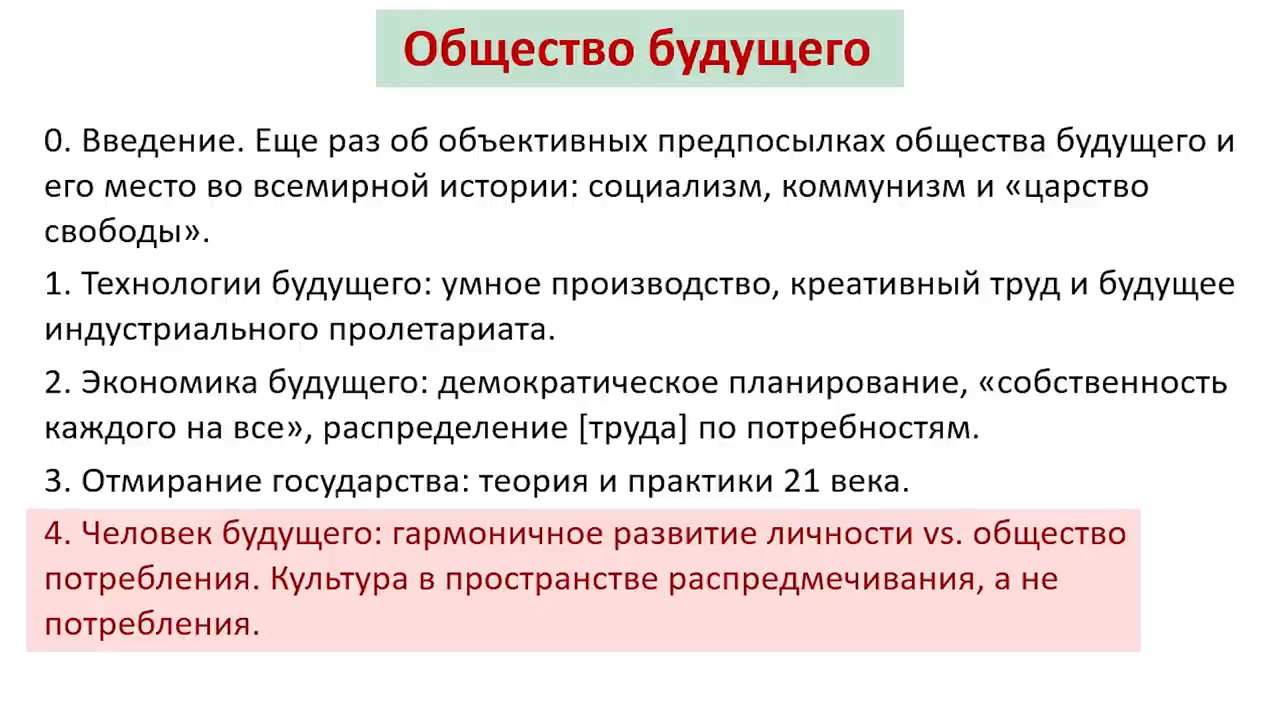 Общество будущего
0. Введение. Еще раз об объективных предпосылках общества будущего и
его место во всемирной истории: социализм, коммунизм и «царство
свободы».
1. Технологии будущего: умное производство, креативный труд и будущее
индустриального пролетариата.
2. Экономика будущего: демократическое планирование, «собственность
каждого на все», распределение [труда] по потребностям.
3. Отмирание государства: теория и практики 21 века.
4. Человек будущего: гармоничное развитие личности vs. общество
потребления. Культура в пространстве распредмечивания, а не
потребления.